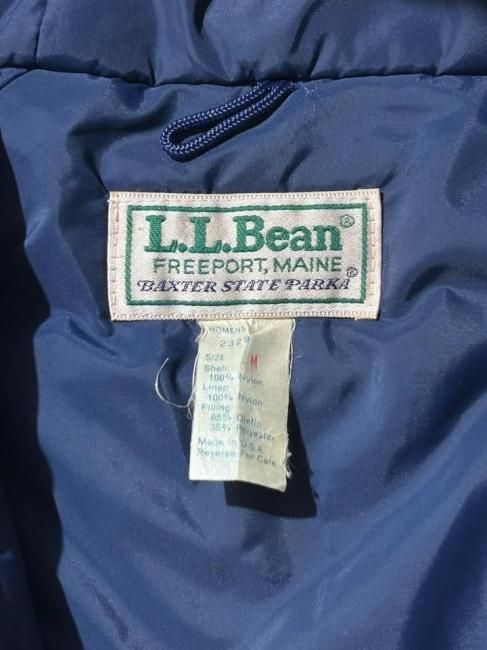 L.L.Bean®
FREEPORT, MAINE
BAXTER STATE PARKA®
WOMENS
2329
SIZE M
Shell:
100% Nylon
Liner:
100% Nylon
Filling:
65% Olefin
35% Polyester
Made in U.S.A
Reverse For Care